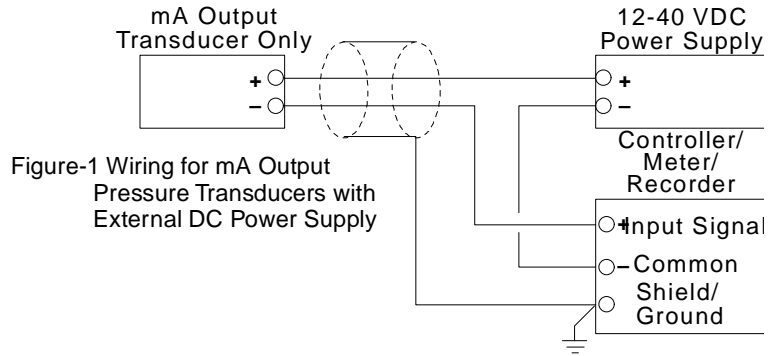 mA Output
Transducer Only
+
–
12-40 VDC
Power Supply
+
–
Figure-1 Wiring for mA Output
Pressure Transducers with
External DC Power Supply
Controller/
Meter/
Recorder
+ Input Signal
– Common
Shield/
Ground